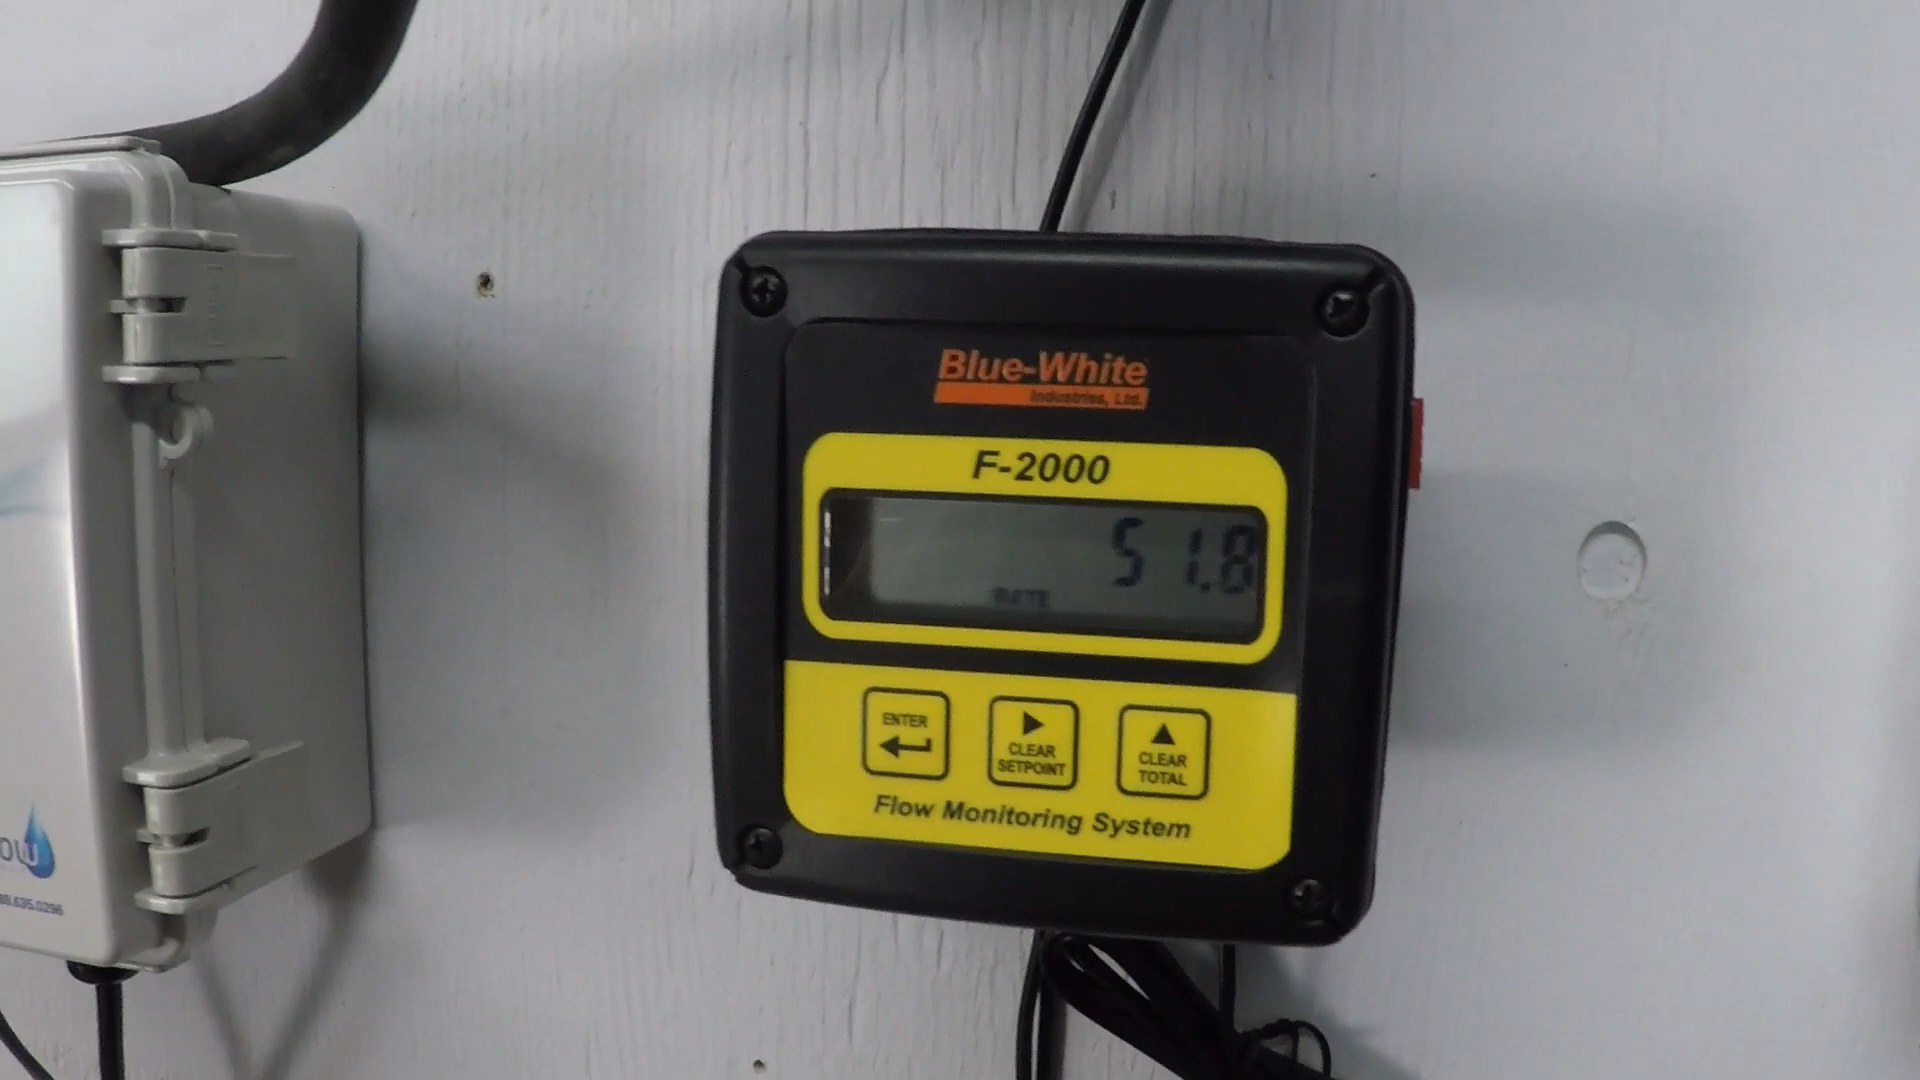 Blue-White
Industries, Ltd.
F-2000
51.8
RATE
ENTER
CLEAR
SETPOINT
CLEAR
TOTAL
Flow Monitoring System